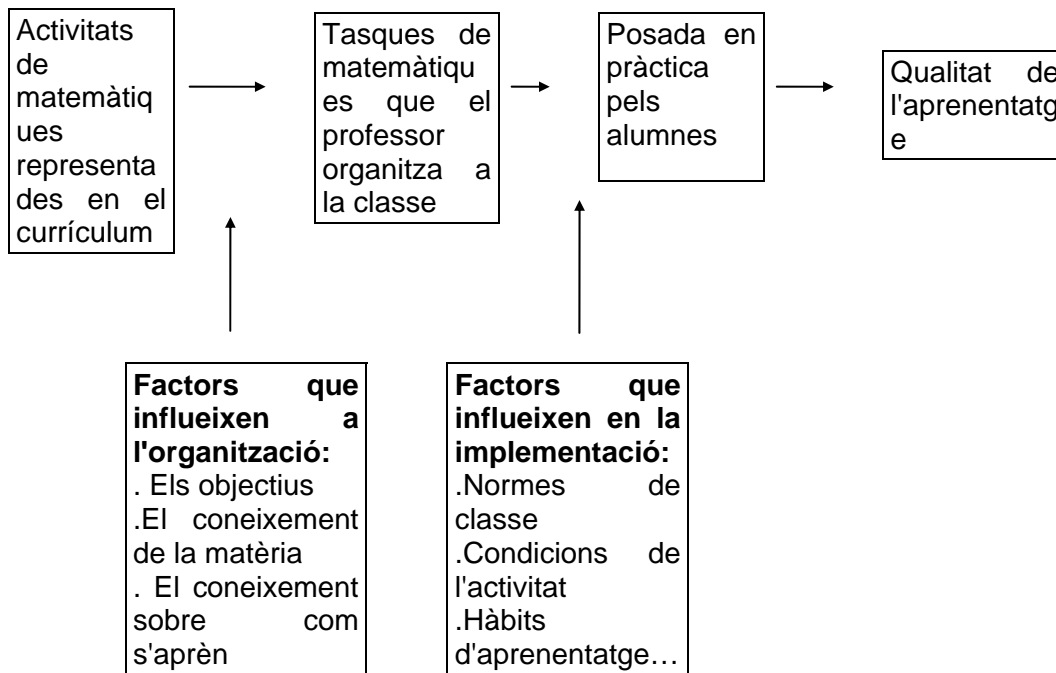 Activitats
de
matemàtiq
ues
representa
des en el
currículum
Tasques de
matemàtiqu
es que el
professor
organitza a
la classe
Posada en
pràctica
pels
alumnes
Qualitat de
l'aprenentatg
e
Factors que
influeixen a
l'organització:
. Els objectius
.El coneixement
de la matèria
. El coneixement
sobre com
s'aprèn
Factors que
influeixen en la
implementació:
.Normes de
classe
.Condicions de
l'activitat
.Hàbits
d'aprenentatge…